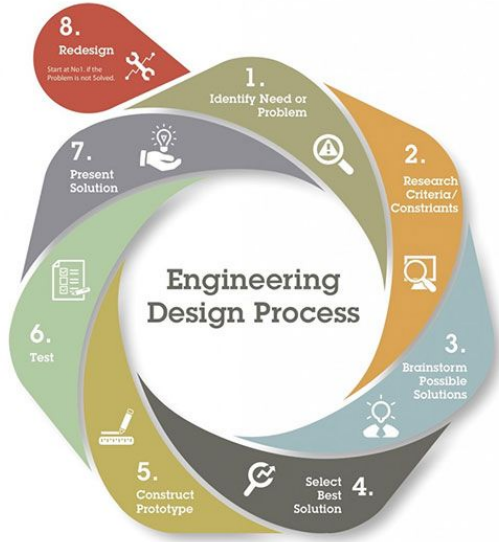 8.
Redesign
Start at No1. if the
Problem is not Solved.
1.
Identify Need or
Problem
2.
Research
Criteria/
Constriants
3.
Brainstorm
Possible
Solutions
4.
Select
Best
Solution
5.
Construct
Prototype
6.
Test
7.
Present
Solution
Engineering
Design Process